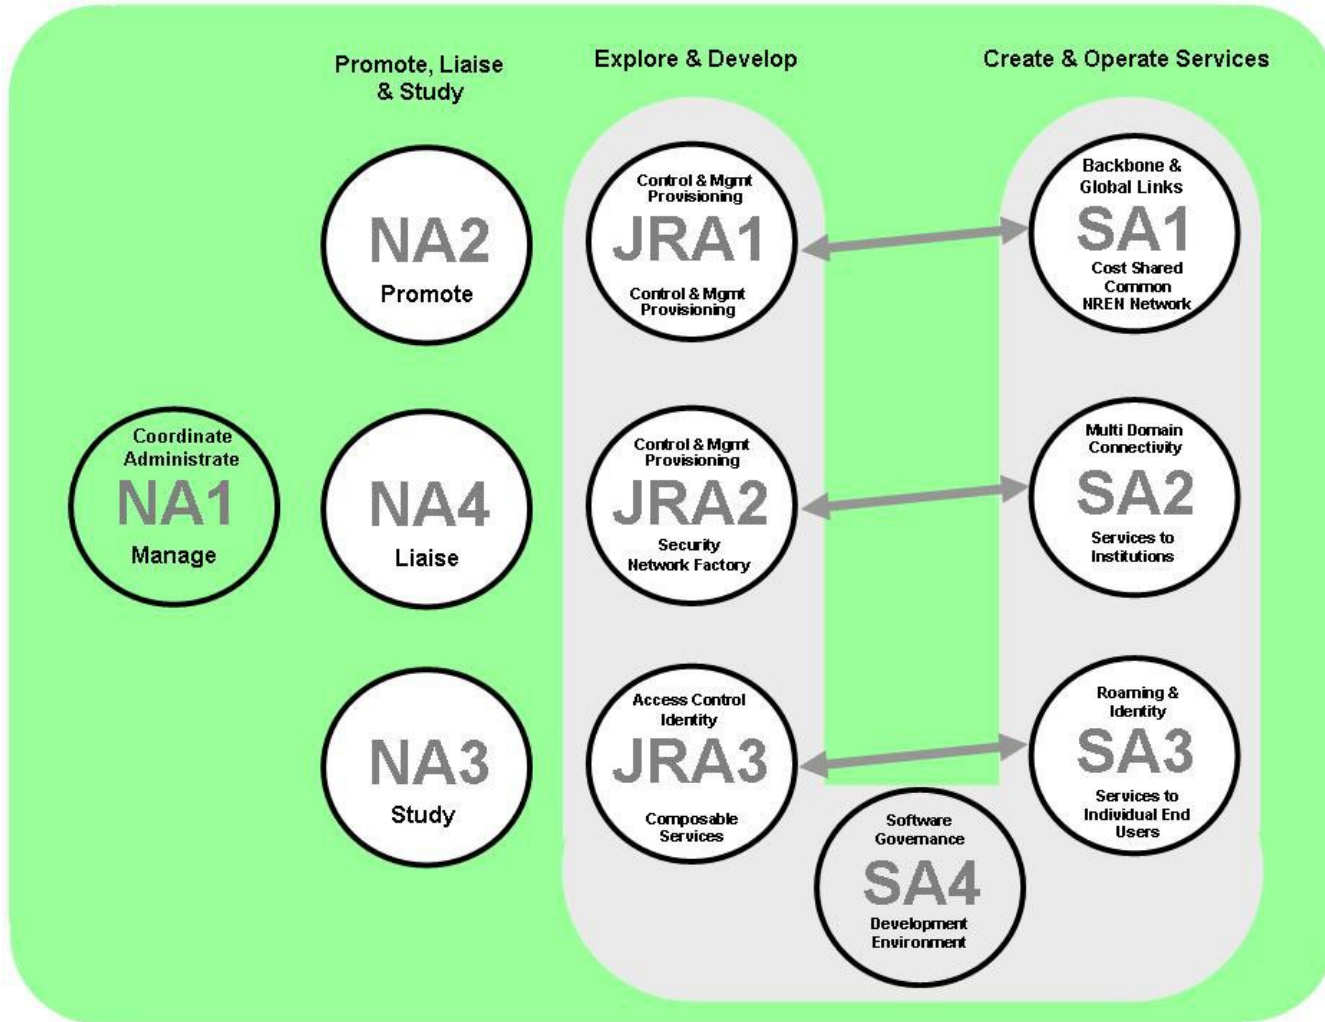 Promote, Liaise
& Study
Explore & Develop
Create & Operate Services
NA2
Promote
Control & Mgmt
Provisioning
JRA1
Control & Mgmt
Provisioning
Backbone &
Global Links
SA1
Cost Shared
Common
NREN Network
Coordinate
Administrate
NA1
Manage
NA4
Liaise
Control & Mgmt
Provisioning
JRA2
Security
Network Factory
Multi Domain
Connectivity
SA2
Services to
Institutions
NA3
Study
Access Control
Identity
JRA3
Composable
Services
Roaming &
Identity
SA3
Services to
Individual End
Users
Software
Governance
SA4
Development
Environment